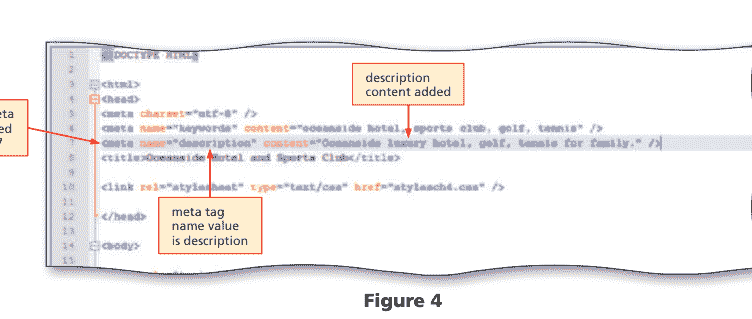 description
content added
eta
ed
7
1 <!DOCTYPE HTML>
2
3 <html>
4 <head>
5 <meta charset="utf-8" />
6 <meta name="keywords" content="oceanside hotel, sports club, golf, tennis" />
7 <meta name="description" content="Oceanside luxury hotel, golf, tennis for family." />
8 <title>Oceanside Hotel and Sports Club</title>
9
10 <link rel="stylesheet" type="text/css" href="stylesch4.css" />
11
12 </head>
13
14 <body>
15
meta tag
name value
is description
Figure 4